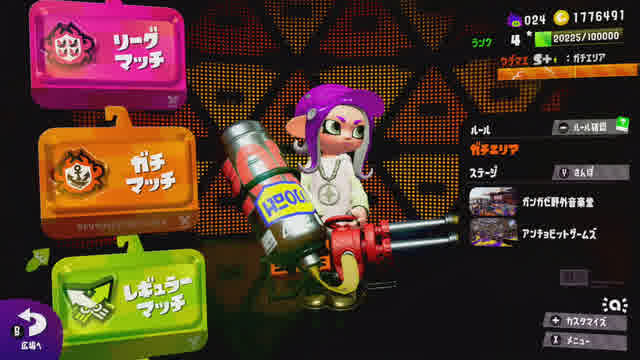 リーグ
マッチ
ガチ
マッチ
レギュラー
マッチ
B
広場へ
024
1776491
ランク
4
20225/100000
ウデマエ S+ : ガチエリア
ルール
ルール確認
ガチエリア
ステージ
Y さんぽ
ガンガゼ野外音楽堂
アンチョビットゲームズ
+ カスタマイズ
X メニュー